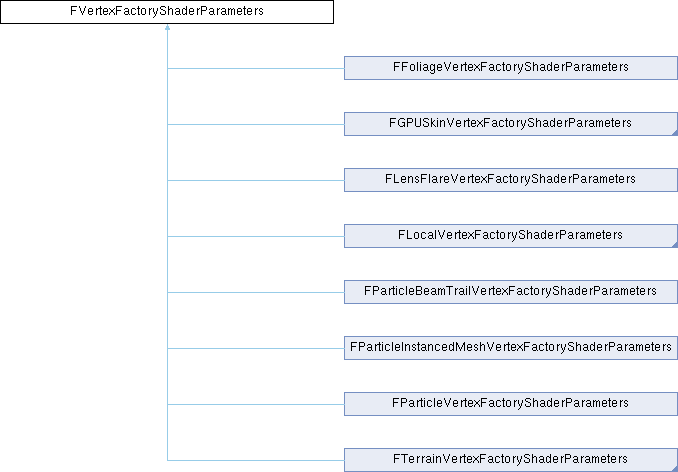 FVertexFactoryShaderParameters
FFoliageVertexFactoryShaderParameters
FGPUSkinVertexFactoryShaderParameters
FLensFlareVertexFactoryShaderParameters
FLocalVertexFactoryShaderParameters
FParticleBeamTrailVertexFactoryShaderParameters
FParticleInstancedMeshVertexFactoryShaderParameters
FParticleVertexFactoryShaderParameters
FTerrainVertexFactoryShaderParameters